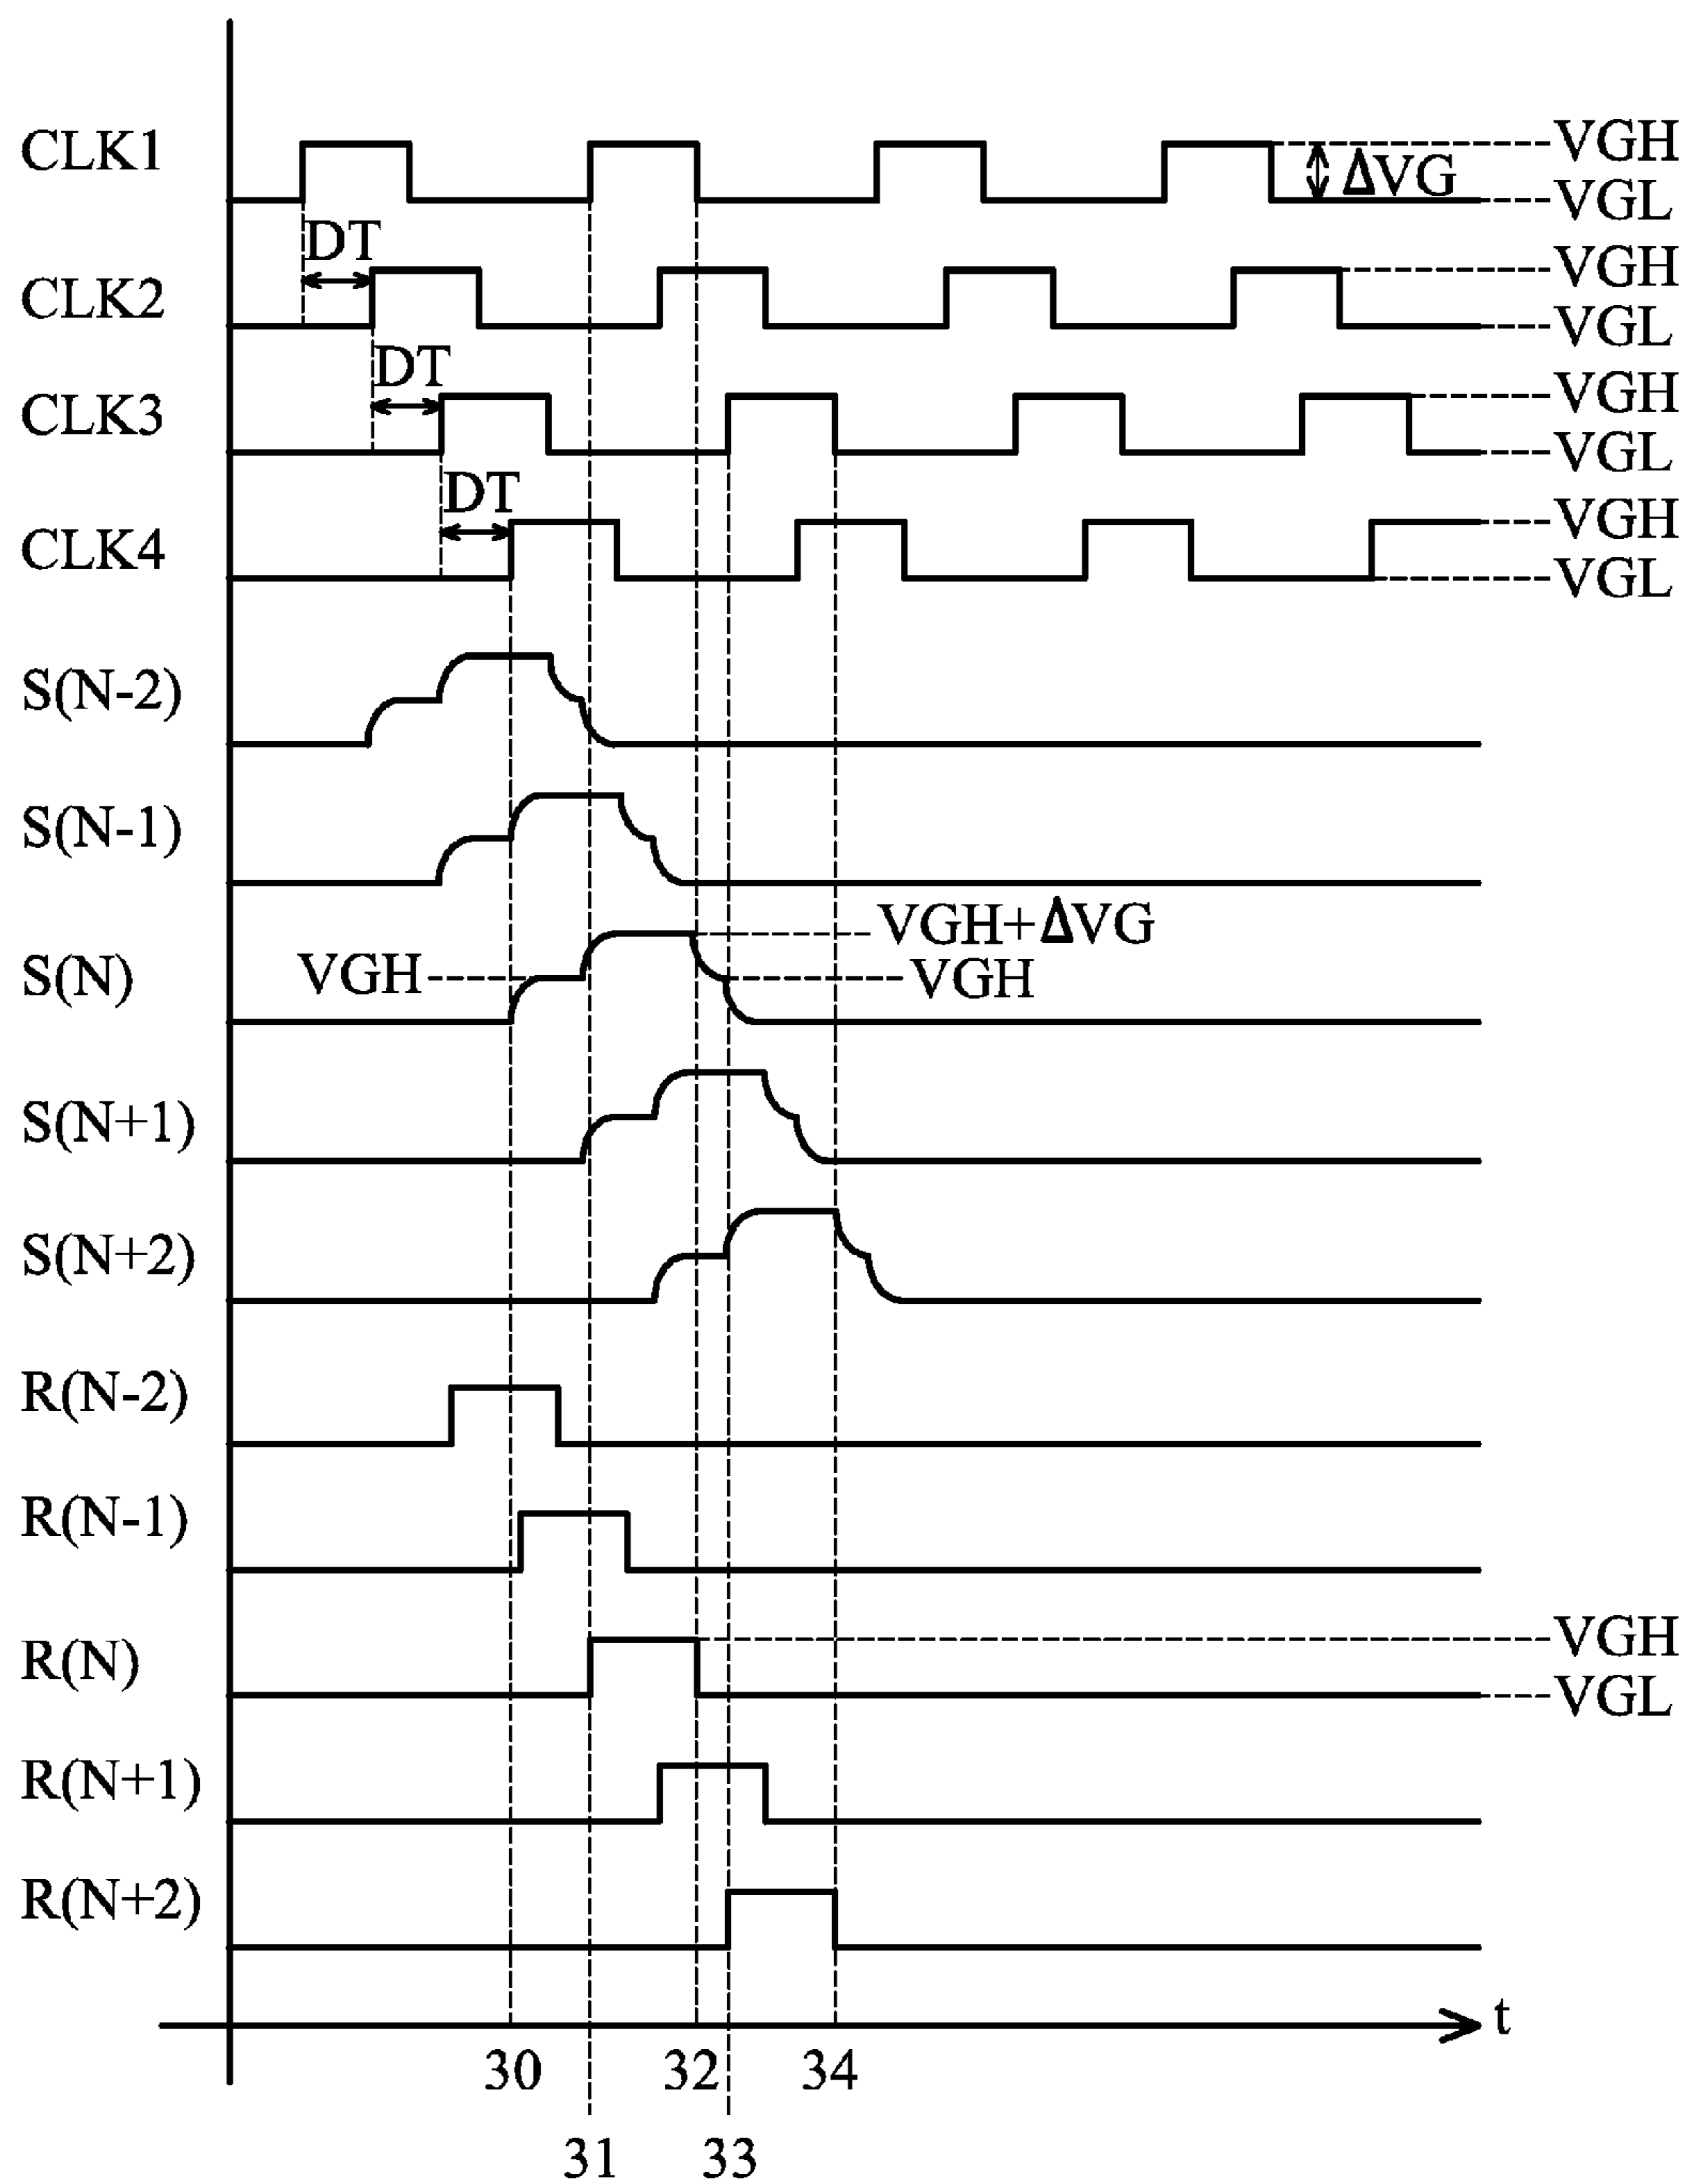 CLK1
VGH
ΔVG
VGL
DT
CLK2
VGH
VGL
DT
CLK3
VGH
VGL
DT
CLK4
VGH
VGL
S(N-2)
S(N-1)
VGH+ΔVG
S(N)
VGH
VGH
S(N+1)
S(N+2)
R(N-2)
R(N-1)
R(N)
VGH
VGL
R(N+1)
R(N+2)
t
30
32
34
31
33